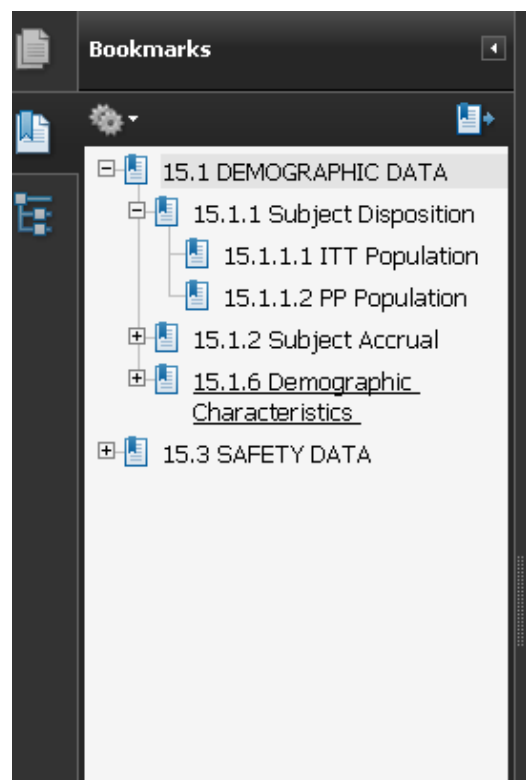 Bookmarks
15.1 DEMOGRAPHIC DATA
15.1.1 Subject Disposition
15.1.1.1 ITT Population
15.1.1.2 PP Population
15.1.2 Subject Accrual
15.1.6 Demographic
Characteristics
15.3 SAFETY DATA